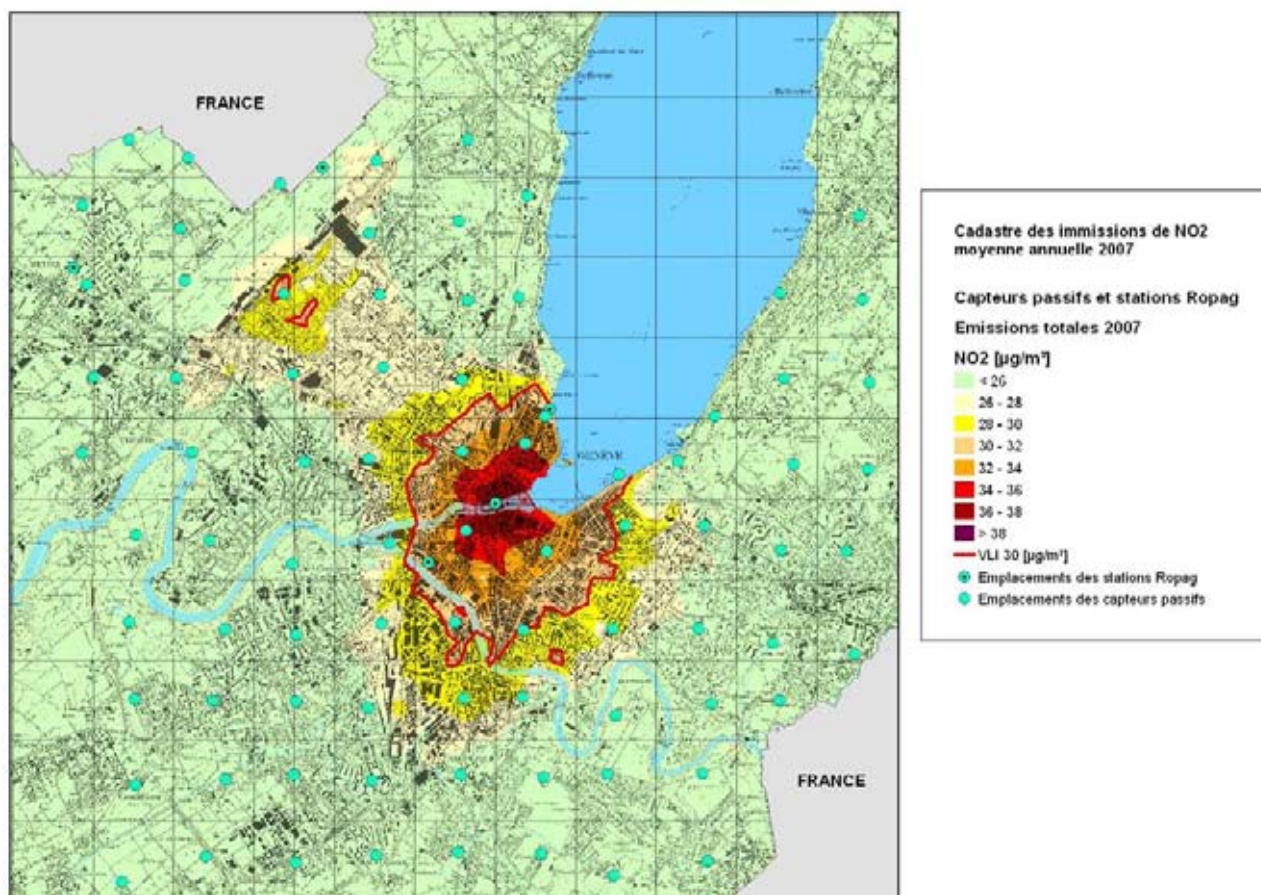 FRANCE
GENÈVE
FRANCE
Cadastre des immissions de NO2
moyenne annuelle 2007
Capteurs passifs et stations Ropag
Emissions totales 2007
NO2 [µg/m³]
< 26
26 - 28
28 - 30
30 - 32
32 - 34
34 - 36
36 - 38
> 38
VLI 30 [µg/m³]
Emplacements des stations Ropag
Emplacements des capteurs passifs